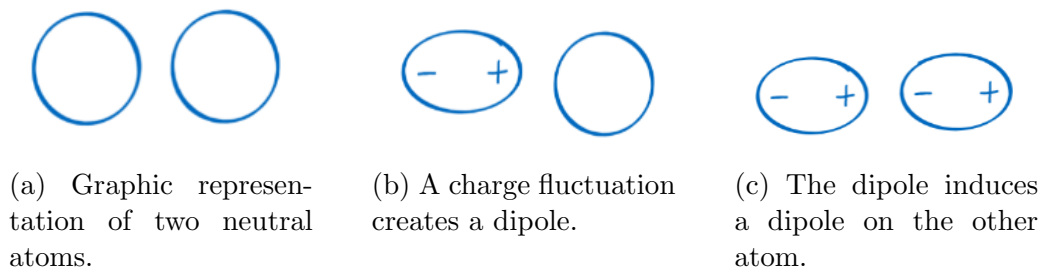 - +
- + - +
(a) Graphic represen-
tation of two neutral
atoms.
(b) A charge fluctuation
creates a dipole.
(c) The dipole induces
a dipole on the other
atom.